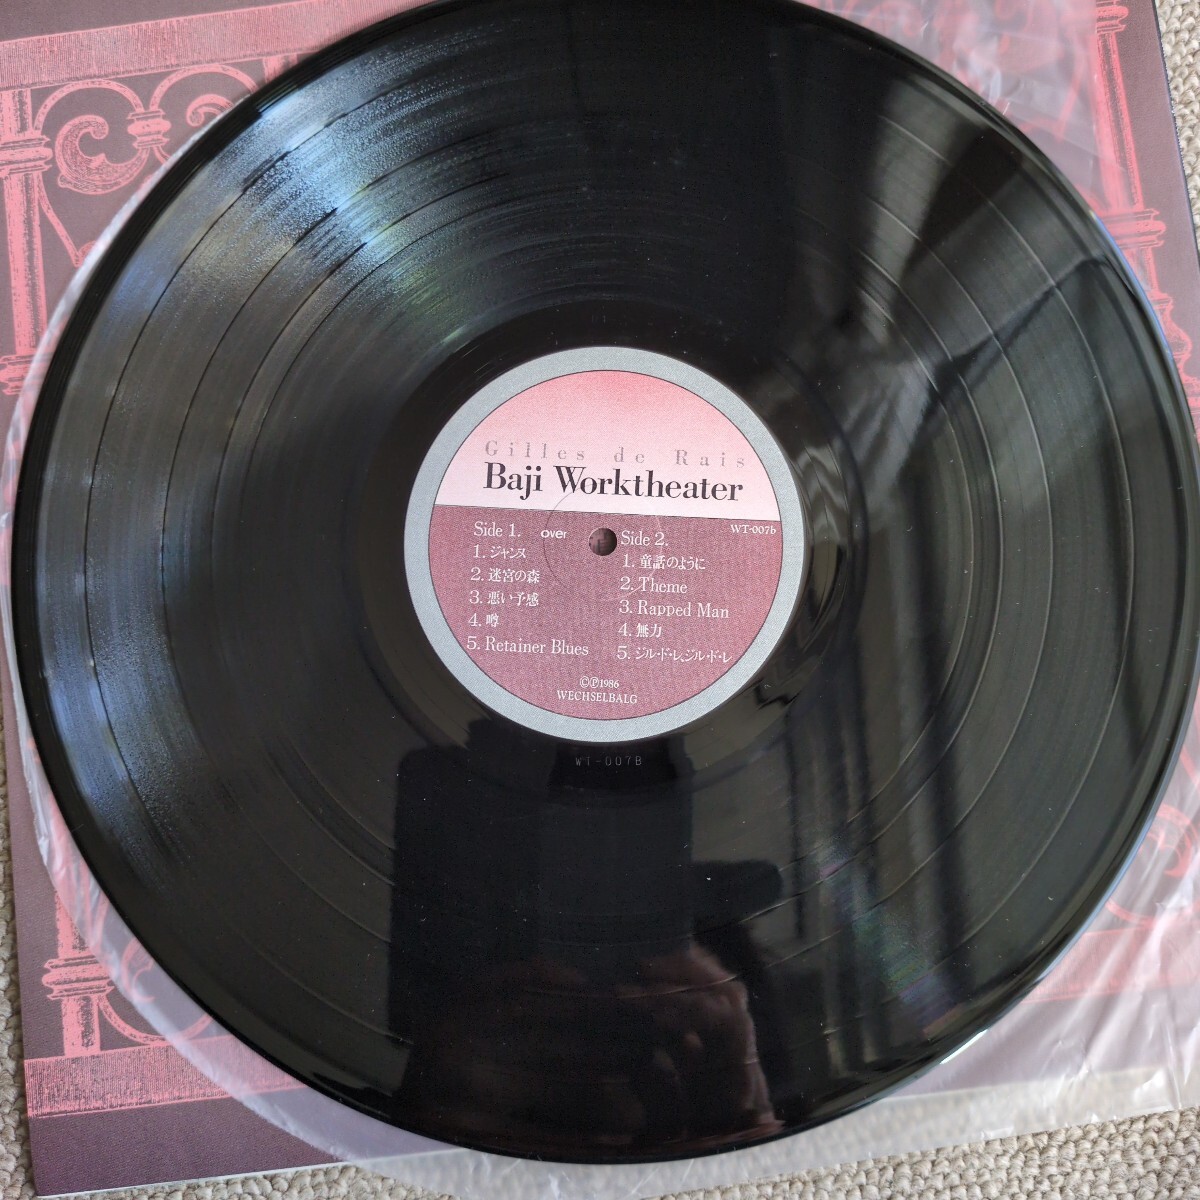 Gilles de Rais
Baji Worktheater
WT-007b
Side 1. over
1. ジャンヌ
2. 迷宮の森
3. 悪い予感
4. 噂
5. Retainer Blues
Side 2.
1. 童話のように
2. Theme
3. Rapped Man
4. 無力
5. ジル・ド・レ、ジル・ド・レ
©℗1986
WECHSELBALG
WT-007B